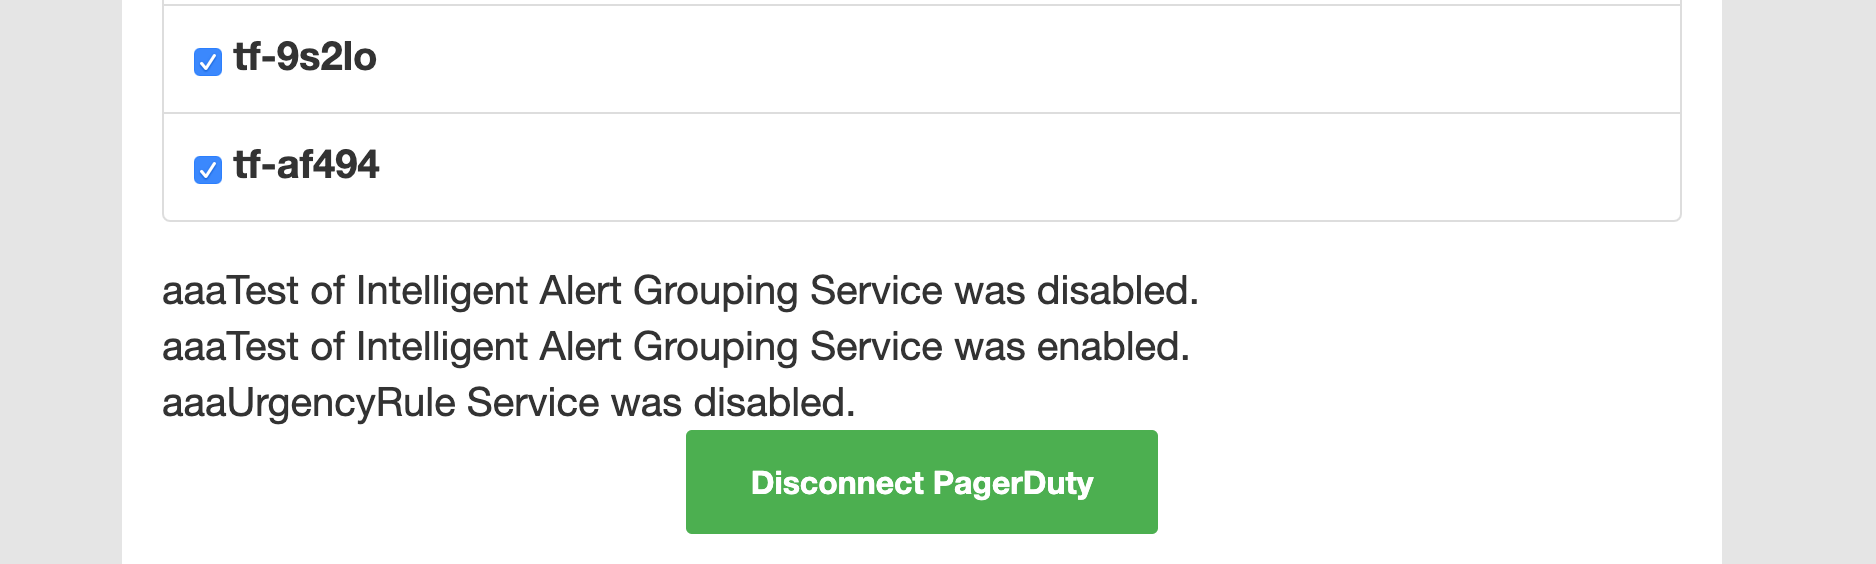 tf-9s2lo
tf-af494
aaaTest of Intelligent Alert Grouping Service was disabled.
aaaTest of Intelligent Alert Grouping Service was enabled.
aaaUrgencyRule Service was disabled.
Disconnect PagerDuty